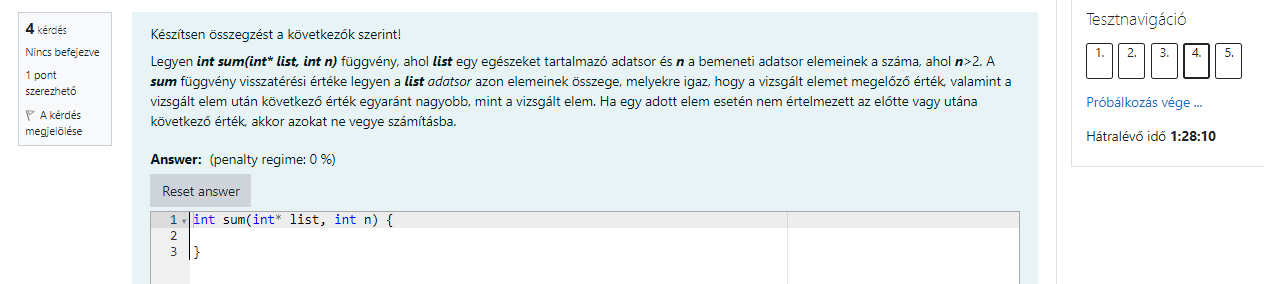 4 kérdés
Nincs befejezve
1 pont
szerezhető
A kérdés
megjelölése
Készítsen összegzést a következők szerint!
Legyen int sum(int* list, int n) függvény, ahol list egy egészeket tartalmazó adatsor és n a bemeneti adatsor elemeinek a száma, ahol n>2. A
sum függvény visszatérési értéke legyen a list adatsor azon elemeinek összege, melyekre igaz, hogy a vizsgált elemet megelőző érték, valamint a
vizsgált elem után következő érték egyaránt nagyobb, mint a vizsgált elem. Ha egy adott elem esetén nem értelmezett az előtte vagy utána
következő érték, akkor azokat ne vegye számításba.
Answer: (penalty regime: 0 %)
Reset answer
1 int sum(int* list, int n) {
2
3 }
Tesztnavigáció
1. 2. 3. 4. 5.
Próbálkozás vége ...
Hátralévő idő 1:28:10